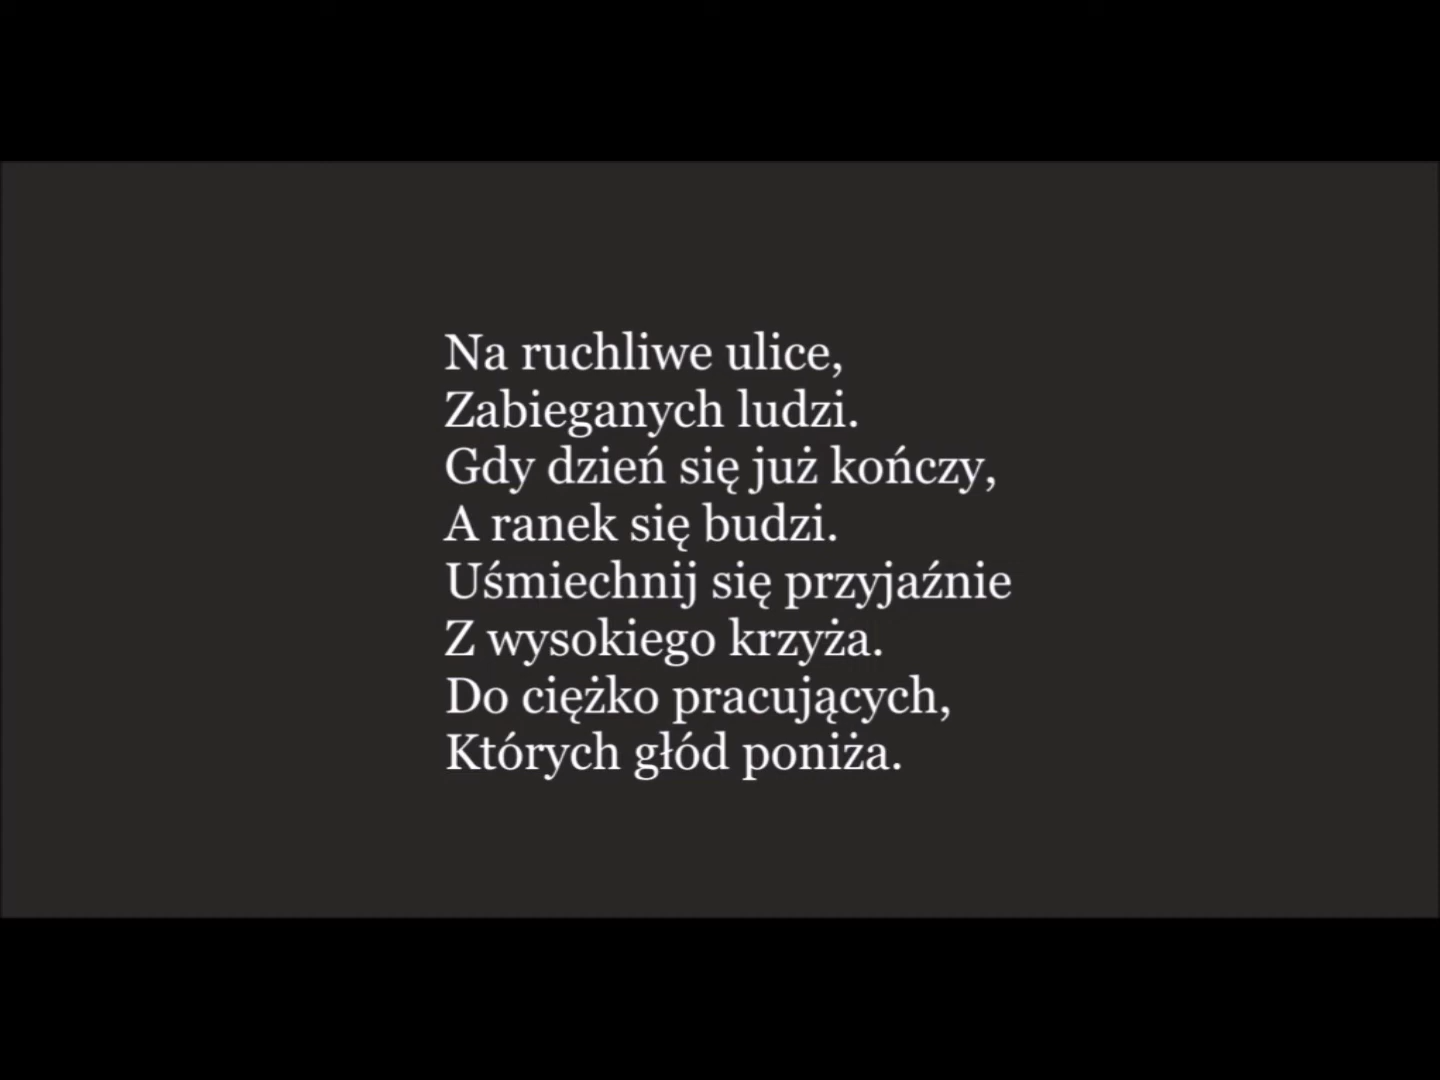 Na ruchliwe ulice,
Zabieganych ludzi.
Gdy dzień się już kończy,
A ranek się budzi.
Uśmiechnij się przyjaźnie
Z wysokiego krzyża.
Do ciężko pracujących,
Których głód poniża.